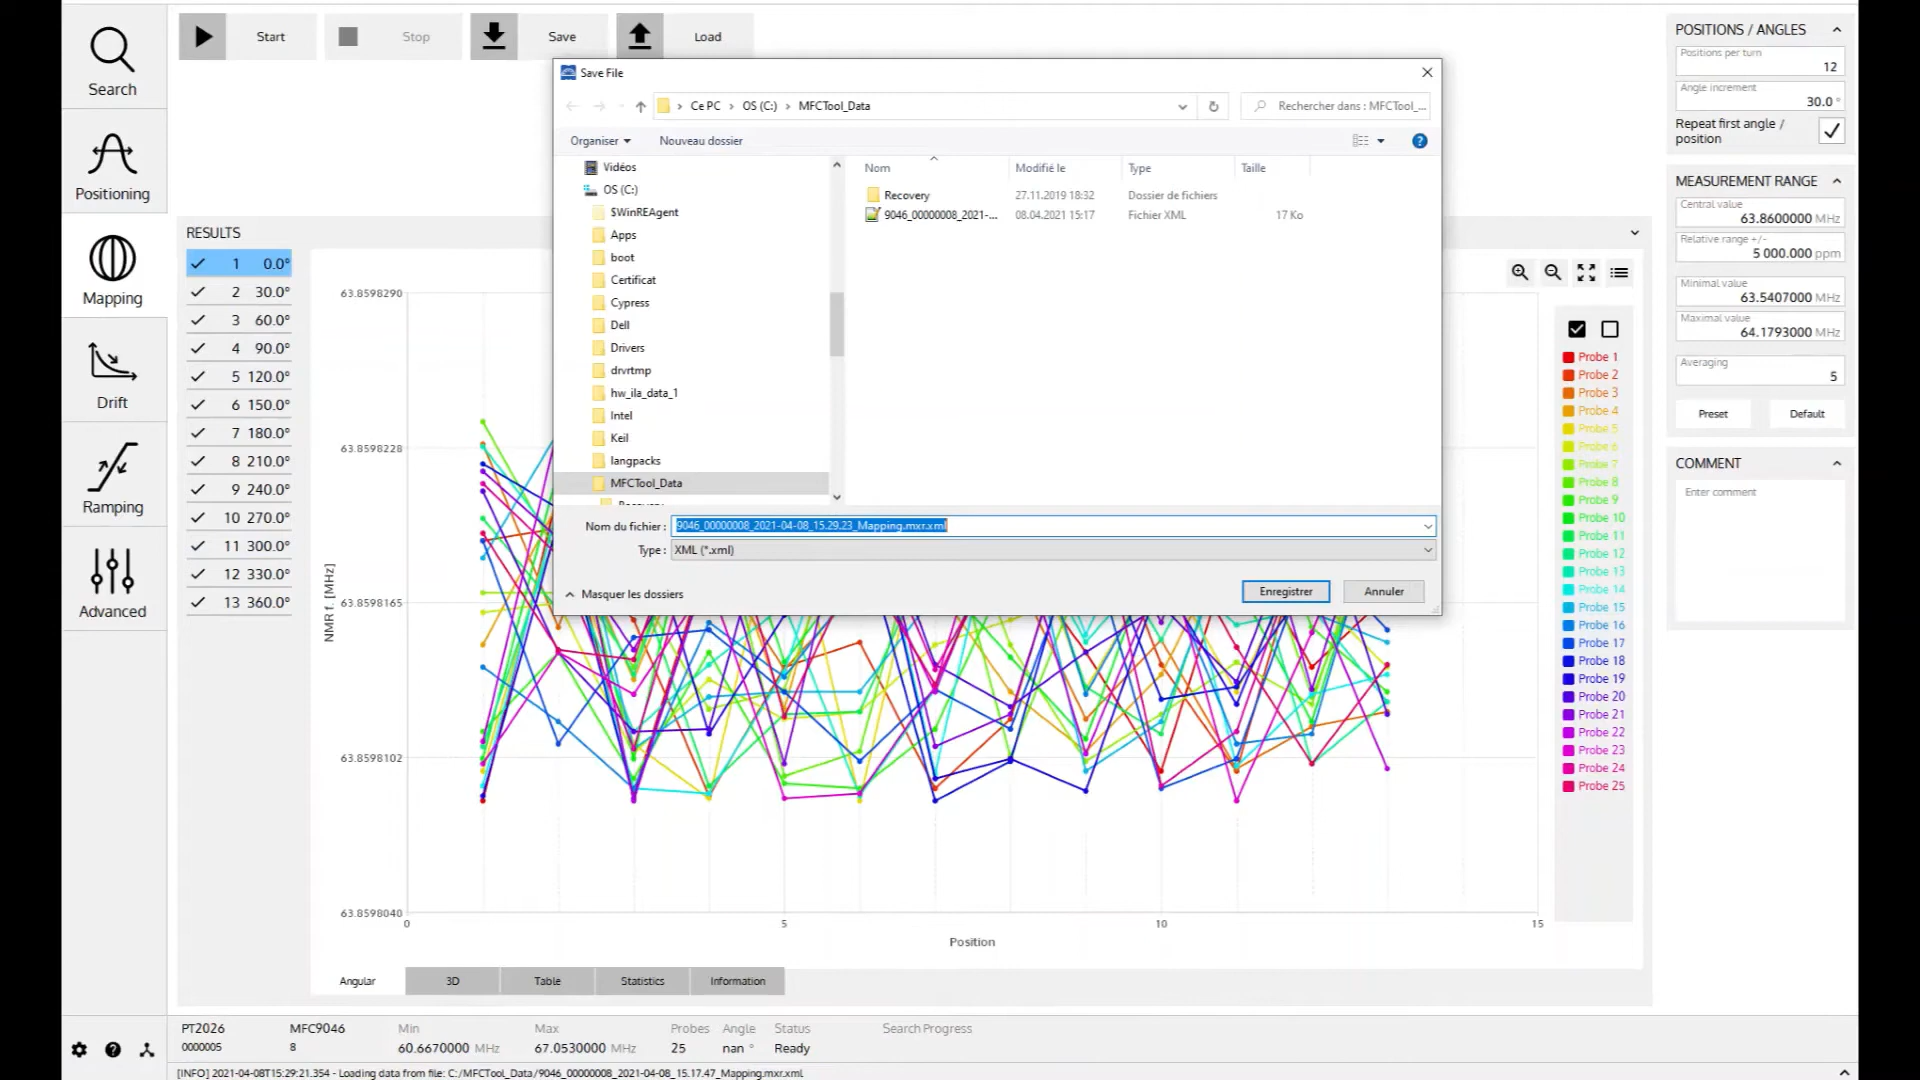 Start
Stop
Save
Load
Search
Positioning
Mapping
Drift
Ramping
Advanced
Save File
Ce PC › OS (C:) › MFCTool_Data
Rechercher dans : MFCTool_...
Organiser
Nouveau dossier
Vidéos
OS (C:)
$WinREAgent
Apps
boot
Certificat
Cypress
Dell
Drivers
drvrtmp
hw_ila_data_1
Intel
Keil
langpacks
MFCTool_Data
Nom
Modifié le
Type
Taille
Recovery
27.11.2019 18:32
Dossier de fichiers
9046_00000008_2021-...
08.04.2021 15:17
Fichier XML
17 Ko
Nom du fichier :
9046_00000008_2021-04-08_15.29.23_Mapping.mxr.xml
Type :
XML (*.xml)
Masquer les dossiers
Enregistrer
Annuler
RESULTS
1 0.0°
2 30.0°
3 60.0°
4 90.0°
5 120.0°
6 150.0°
7 180.0°
8 210.0°
9 240.0°
10 270.0°
11 300.0°
12 330.0°
13 360.0°
NMR f. [MHz]
63.8598290
63.8598228
63.8598165
63.8598102
63.8598040
0
5
10
15
Position
Probe 1
Probe 2
Probe 3
Probe 4
Probe 5
Probe 6
Probe 7
Probe 8
Probe 9
Probe 10
Probe 11
Probe 12
Probe 13
Probe 14
Probe 15
Probe 16
Probe 17
Probe 18
Probe 19
Probe 20
Probe 21
Probe 22
Probe 23
Probe 24
Probe 25
Angular
3D
Table
Statistics
Information
POSITIONS / ANGLES
Positions per turn
12
Angle increment
30.0 °
Repeat first angle /
position
MEASUREMENT RANGE
Central value
63.8600000 MHz
Relative range +/-
5 000.000 ppm
Minimal value
63.5407000 MHz
Maximal value
64.1793000 MHz
Averaging
5
Preset
Default
COMMENT
Enter comment
PT2026
0000005
MFC9046
8
Min
60.6670000 MHz
Max
67.0530000 MHz
Probes
25
Angle
nan °
Status
Ready
Search Progress
[INFO] 2021-04-08T15:29:21.354 - Loading data from file: C:/MFCTool_Data/9046_00000008_2021-04-08_15.17.47_Mapping.mxr.xml